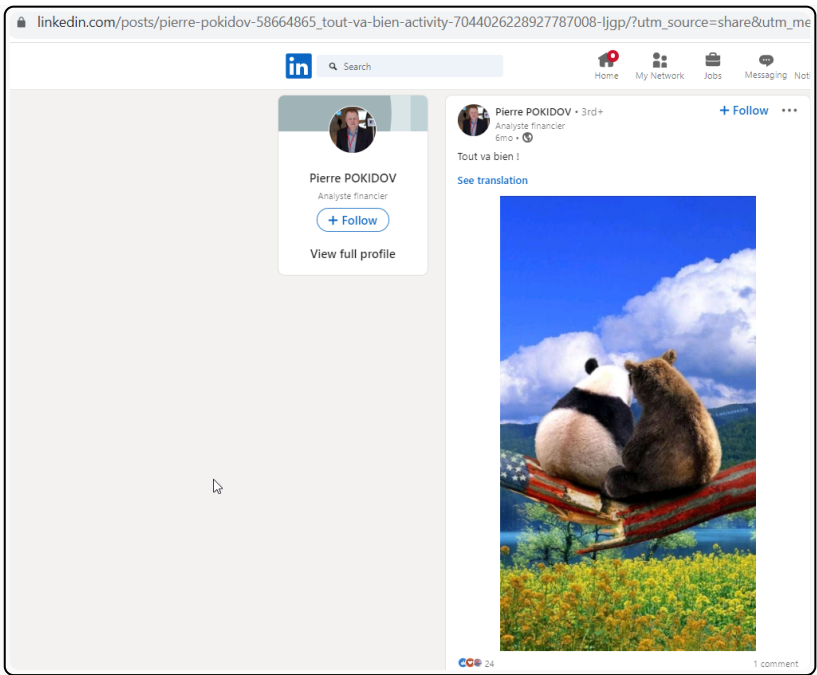 linkedin.com/posts/pierre-pokidov-58664865_tout-va-bien-activity-7044026228927787008-Ijgp/?utm_source=share&utm_me
in
Search
Home
My Network
Jobs
Messaging
Noti
Pierre POKIDOV
Analyste financier
+ Follow
View full profile
Pierre POKIDOV • 3rd+
+ Follow
Analyste financier
6mo •
Tout va bien !
See translation
24
1 comment